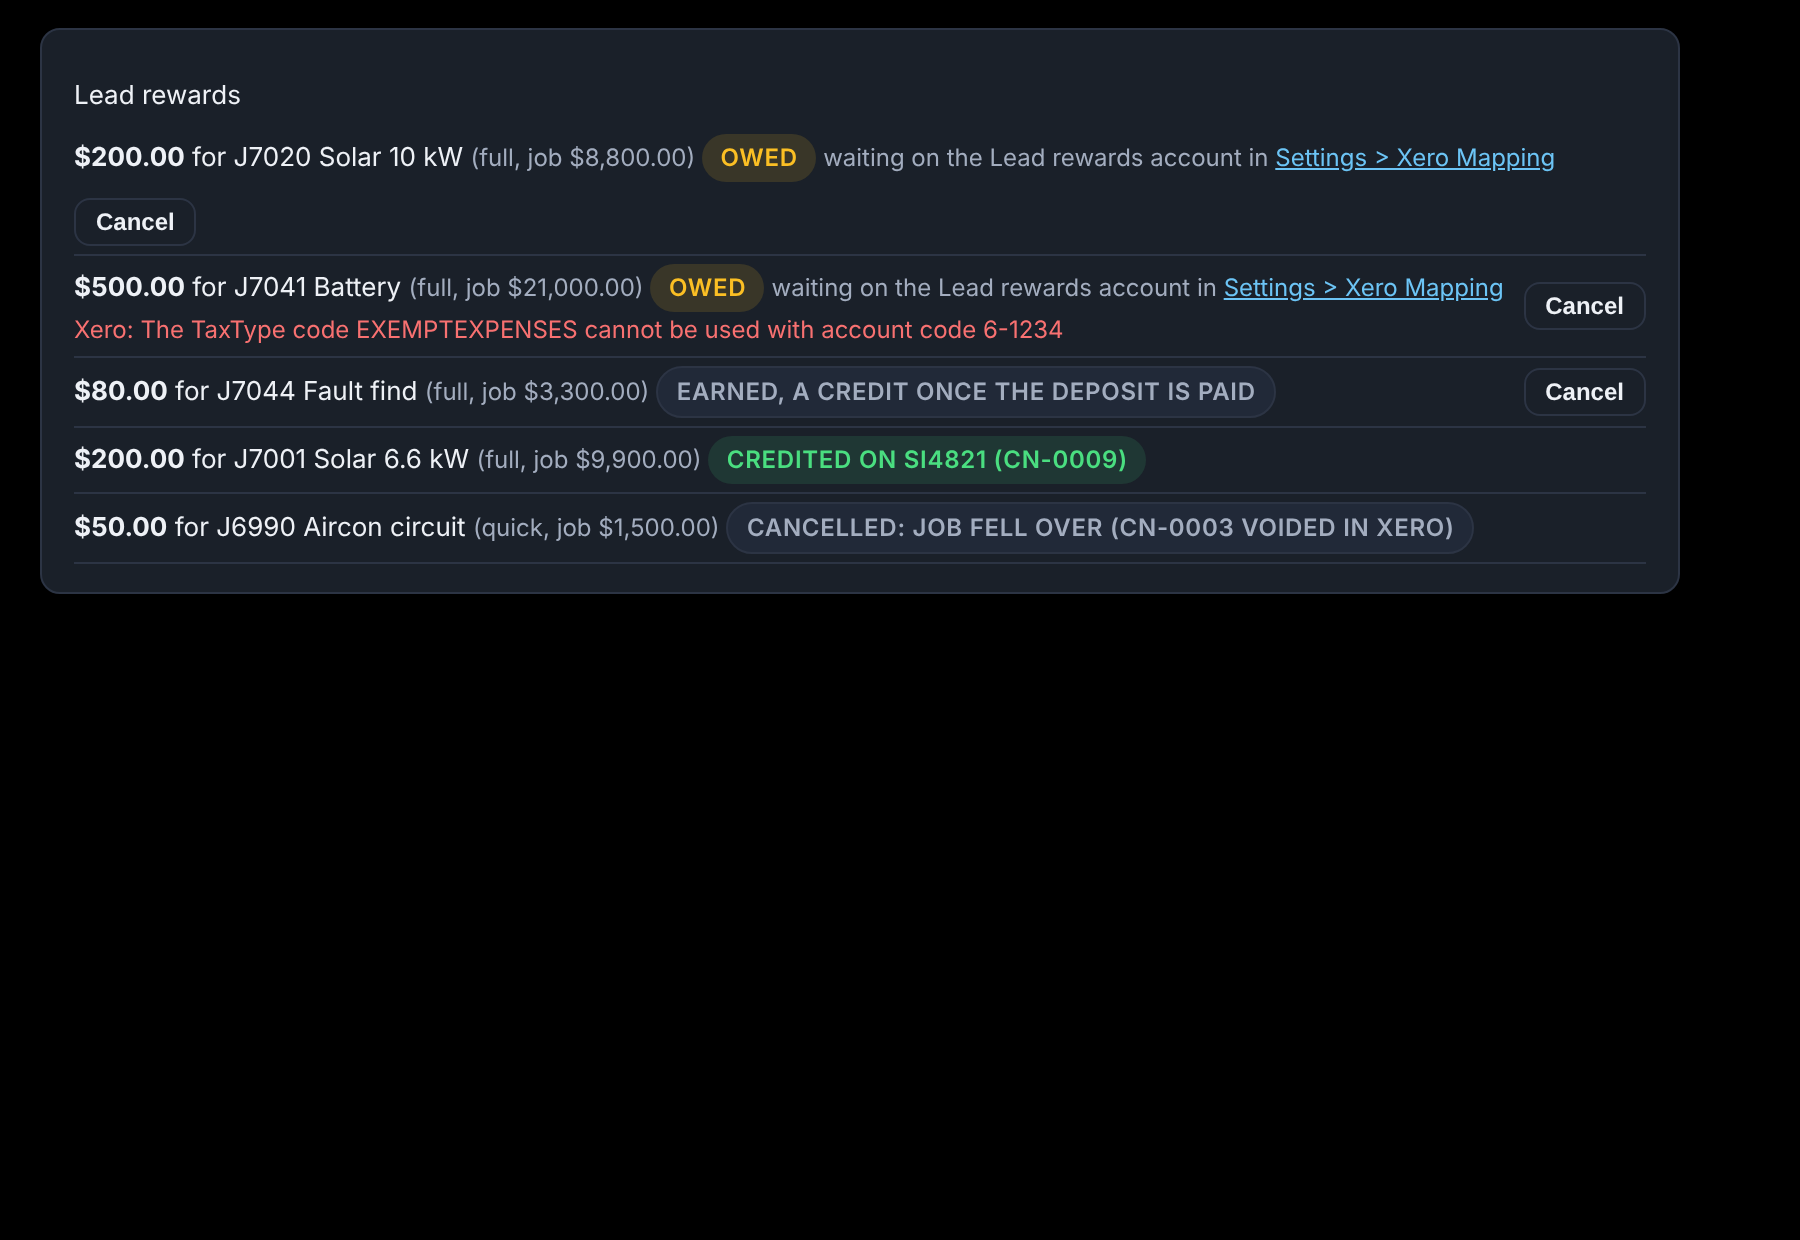 Lead rewards
$200.00 for J7020 Solar 10 kW (full, job $8,800.00) OWED waiting on the Lead rewards account in Settings > Xero Mapping
Cancel
$500.00 for J7041 Battery (full, job $21,000.00) OWED waiting on the Lead rewards account in Settings > Xero Mapping
Cancel
Xero: The TaxType code EXEMPTEXPENSES cannot be used with account code 6-1234
$80.00 for J7044 Fault find (full, job $3,300.00) EARNED, A CREDIT ONCE THE DEPOSIT IS PAID Cancel
$200.00 for J7001 Solar 6.6 kW (full, job $9,900.00) CREDITED ON SI4821 (CN-0009)
$50.00 for J6990 Aircon circuit (quick, job $1,500.00) CANCELLED: JOB FELL OVER (CN-0003 VOIDED IN XERO)